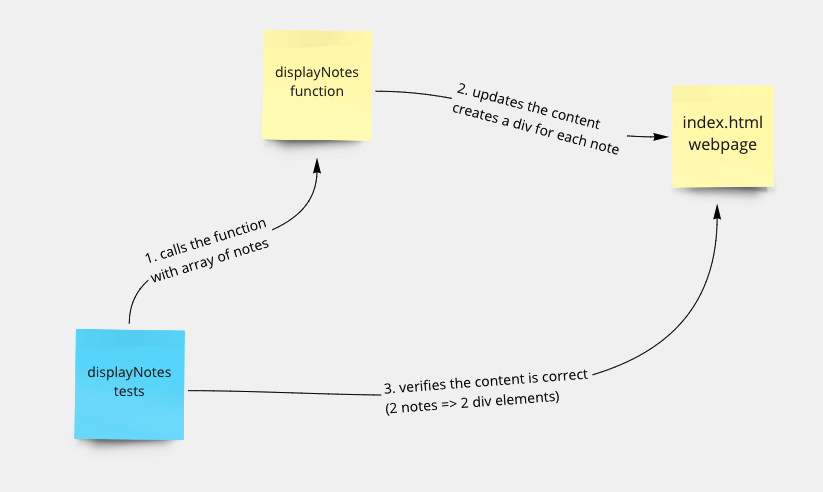 displayNotes
function
2. updates the content
creates a div for each note
index.html
webpage
1. calls the function
with array of notes
displayNotes
tests
3. verifies the content is correct
(2 notes => 2 div elements)